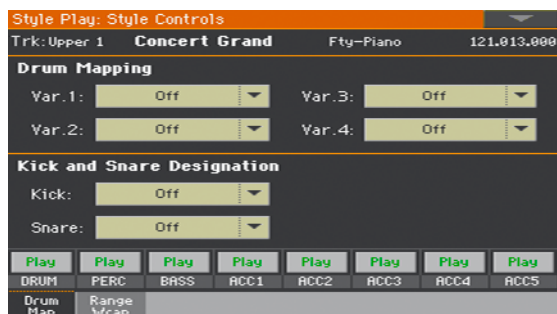 Style Play: Style Controls
Trk:Upper 1 Concert Grand Fty-Piano 121.013.000
Drum Mapping
Var.1: Off Var.3: Off
Var.2: Off Var.4: Off
Kick and Snare Designation
Kick: Off
Snare: Off
Play Play Play Play Play Play Play Play
DRUM PERC BASS ACC1 ACC2 ACC3 ACC4 ACC5
Drum Range
Map Wrap